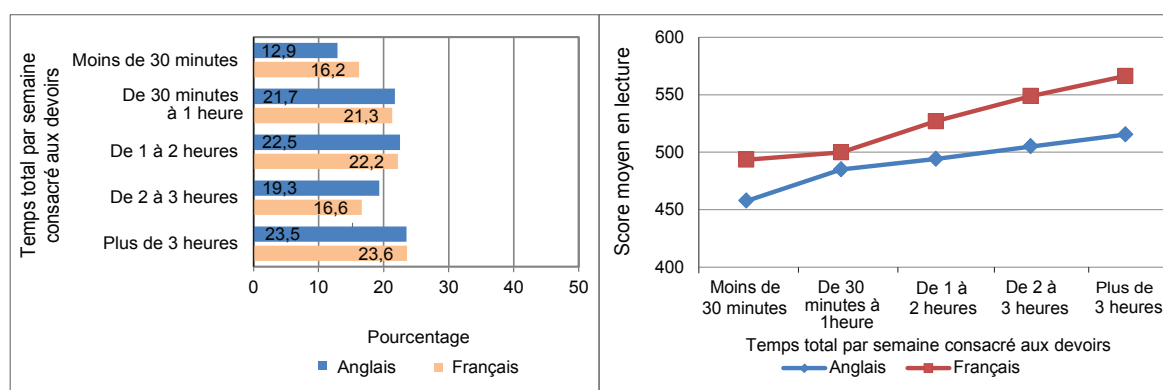 Temps total par semaine
consacré aux devoirs
Moins de 30 minutes
12,9
16,2
De 30 minutes
à 1 heure
21,7
21,3
De 1 à 2 heures
22,5
22,2
De 2 à 3 heures
19,3
16,6
Plus de 3 heures
23,5
23,6
0 10 20 30 40 50
Pourcentage
Anglais Français
Score moyen en lecture
600
550
500
450
400
Moins de
30 minutes
De 30
minutes à
1heure
De 1 à
2 heures
De 2 à
3 heures
Plus de
3 heures
Temps total par semaine consacré aux devoirs
Anglais Français